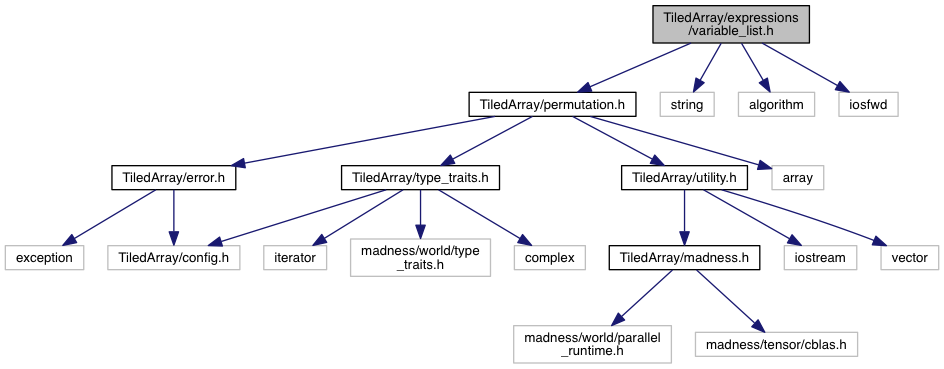 TiledArray/expressions
/variable_list.h
TiledArray/permutation.h
string
algorithm
iosfwd
TiledArray/error.h
TiledArray/type_traits.h
TiledArray/utility.h
array
exception
TiledArray/config.h
iterator
madness/world/type
_traits.h
complex
TiledArray/madness.h
iostream
vector
madness/world/parallel
_runtime.h
madness/tensor/cblas.h